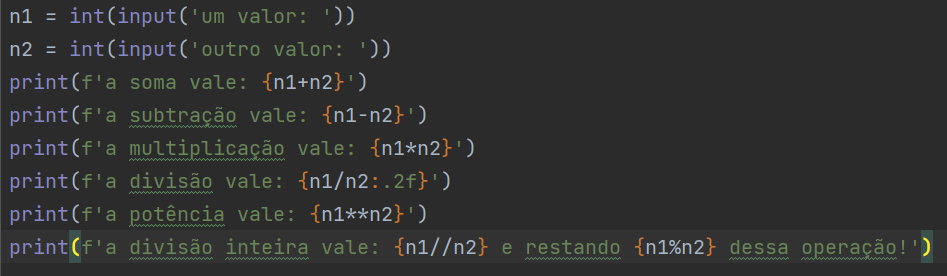 n1 = int(input('um valor: '))
n2 = int(input('outro valor: '))
print(f'a soma vale: {n1+n2}')
print(f'a subtração vale: {n1-n2}')
print(f'a multiplicação vale: {n1*n2}')
print(f'a divisão vale: {n1/n2:.2f}')
print(f'a potência vale: {n1**n2}')
print(f'a divisão inteira vale: {n1//n2} e restando {n1%n2} dessa operação!')